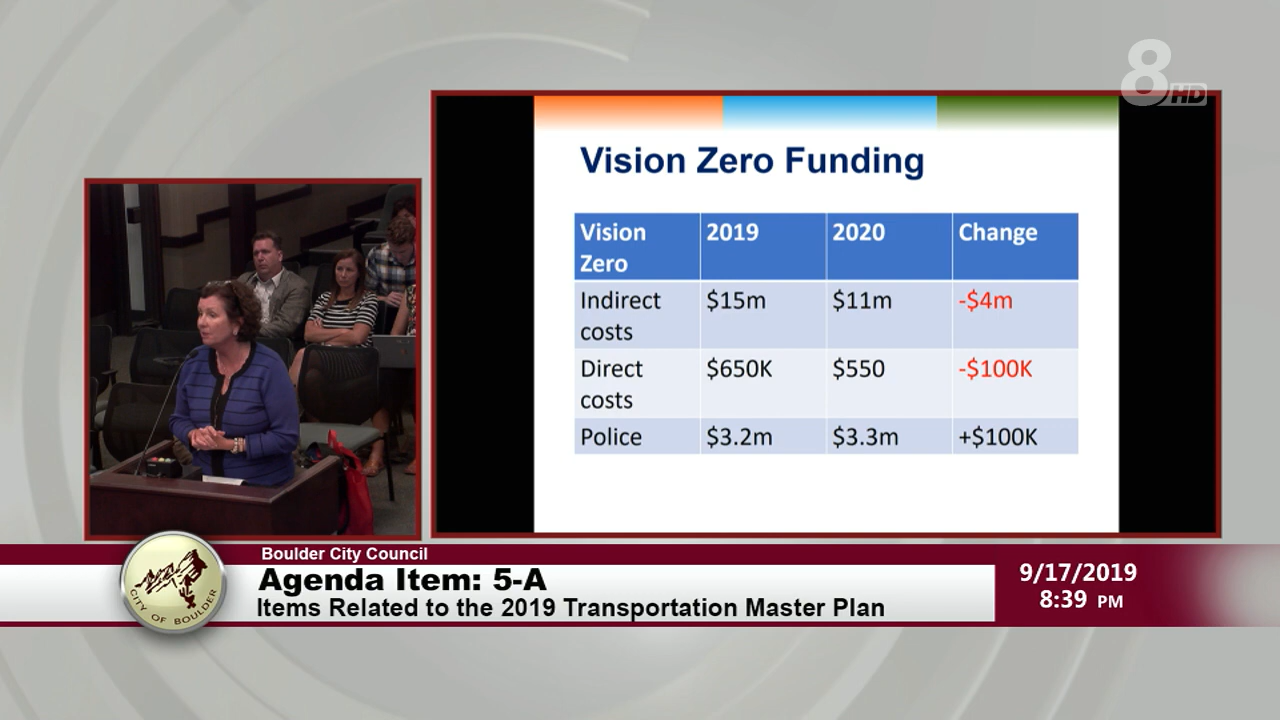 8
HD
Vision Zero Funding
Vision Zero 2019 2020 Change
Indirect costs $15m $11m -$4m
Direct costs $650K $550 -$100K
Police $3.2m $3.3m +$100K
Boulder City Council
Agenda Item: 5-A
Items Related to the 2019 Transportation Master Plan
CITY OF BOULDER
9/17/2019
8:39 PM